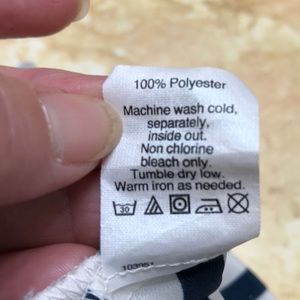 100% Polyester
Machine wash cold,
separately,
inside out.
Non chlorine
bleach only.
Tumble dry low.
Warm iron as needed.
30